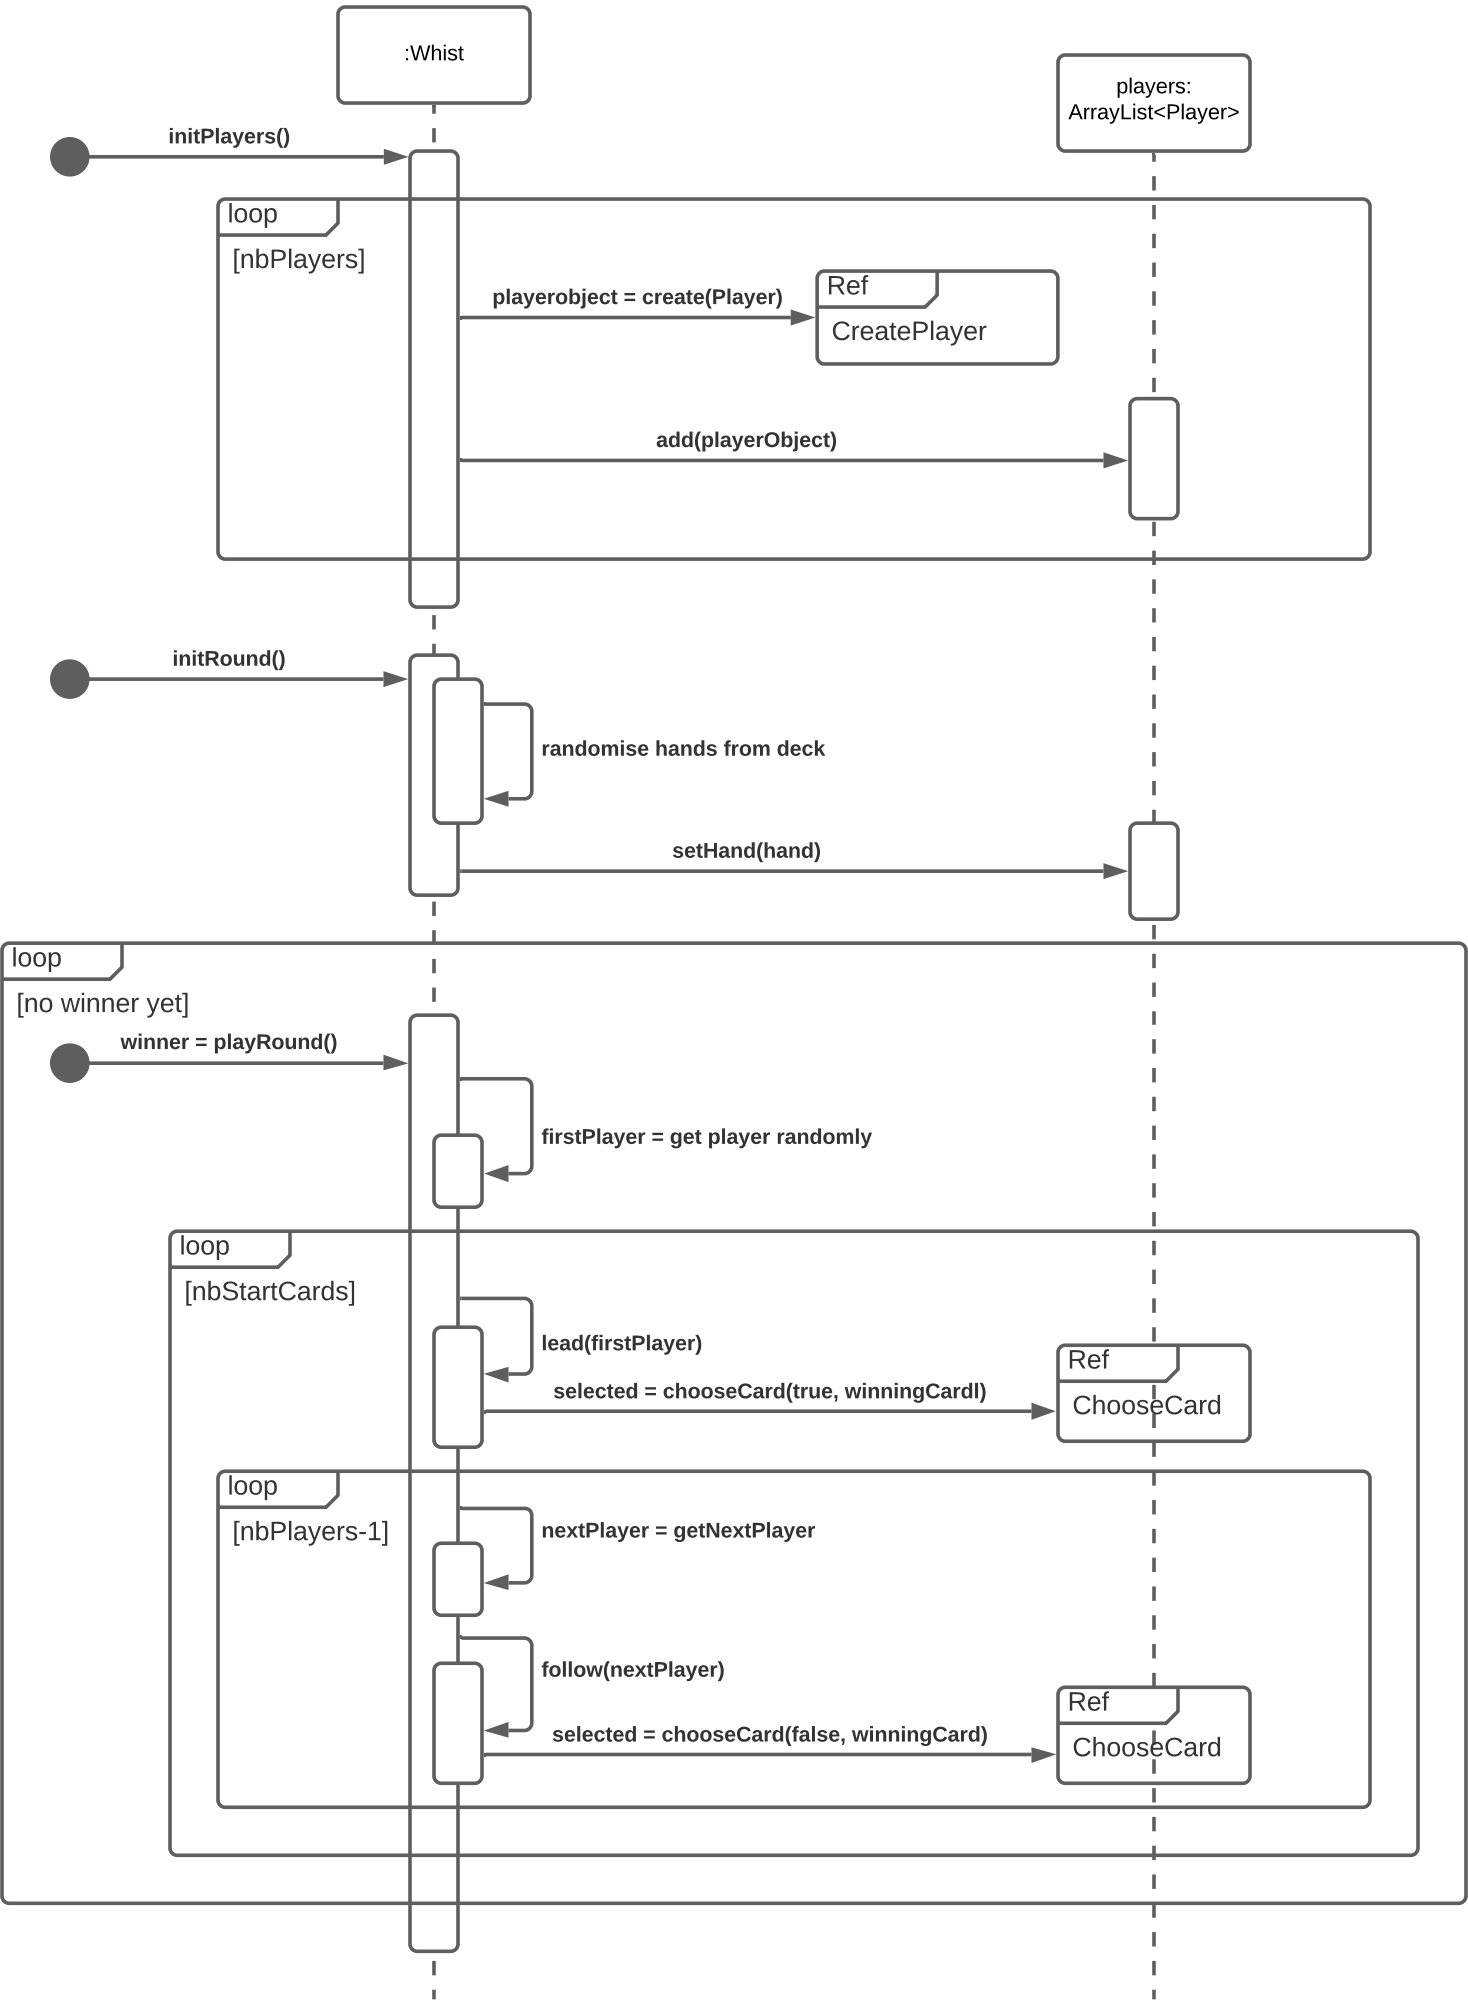 :Whist
players:
ArrayList<Player>
initPlayers()
loop
[nbPlayers]
playerobject = create(Player)
Ref
CreatePlayer
add(playerObject)
initRound()
randomise hands from deck
setHand(hand)
loop
[no winner yet]
winner = playRound()
firstPlayer = get player randomly
loop
[nbStartCards]
lead(firstPlayer)
Ref
selected = chooseCard(true, winningCardl)
ChooseCard
loop
[nbPlayers-1]
nextPlayer = getNextPlayer
follow(nextPlayer)
Ref
selected = chooseCard(false, winningCard)
ChooseCard